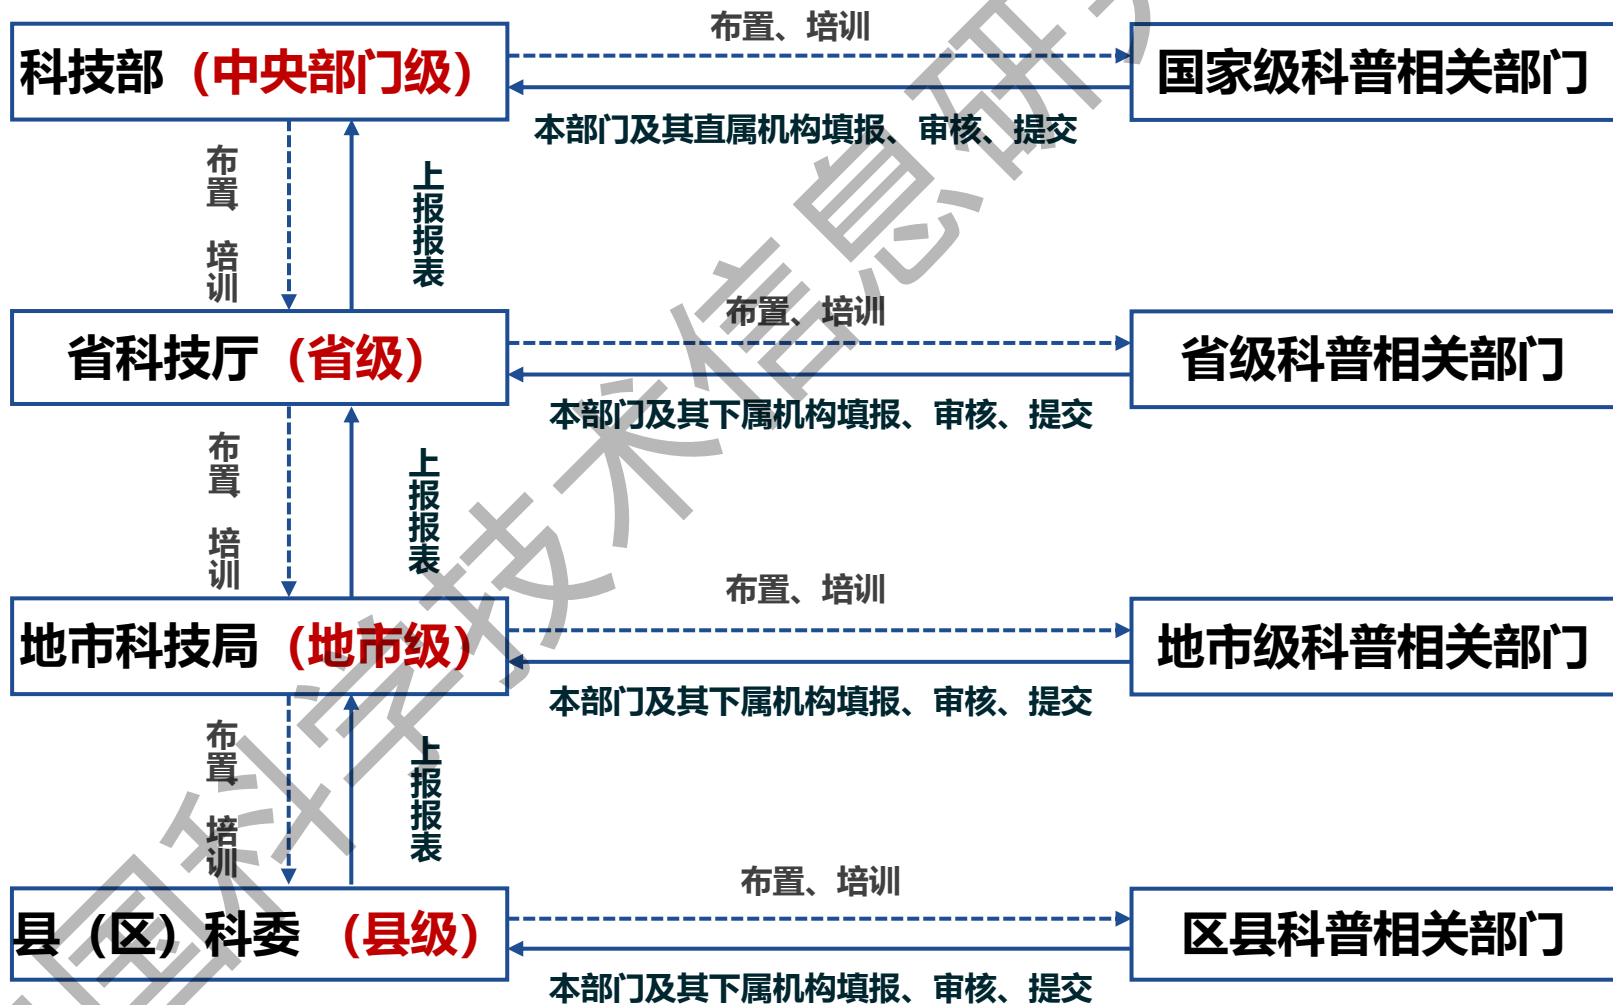 布置、培训
科技部（中央部门级）
国家级科普相关部门
本部门及其直属机构填报、审核、提交
布置、培训
上报报表
布置、培训
省科技厅（省级）
省级科普相关部门
本部门及其下属机构填报、审核、提交
布置、培训
上报报表
布置、培训
地市科技局（地市级）
地市级科普相关部门
本部门及其下属机构填报、审核、提交
布置、培训
上报报表
布置、培训
县（区）科委（县级）
区县科普相关部门
本部门及其下属机构填报、审核、提交
国科学技术信息研